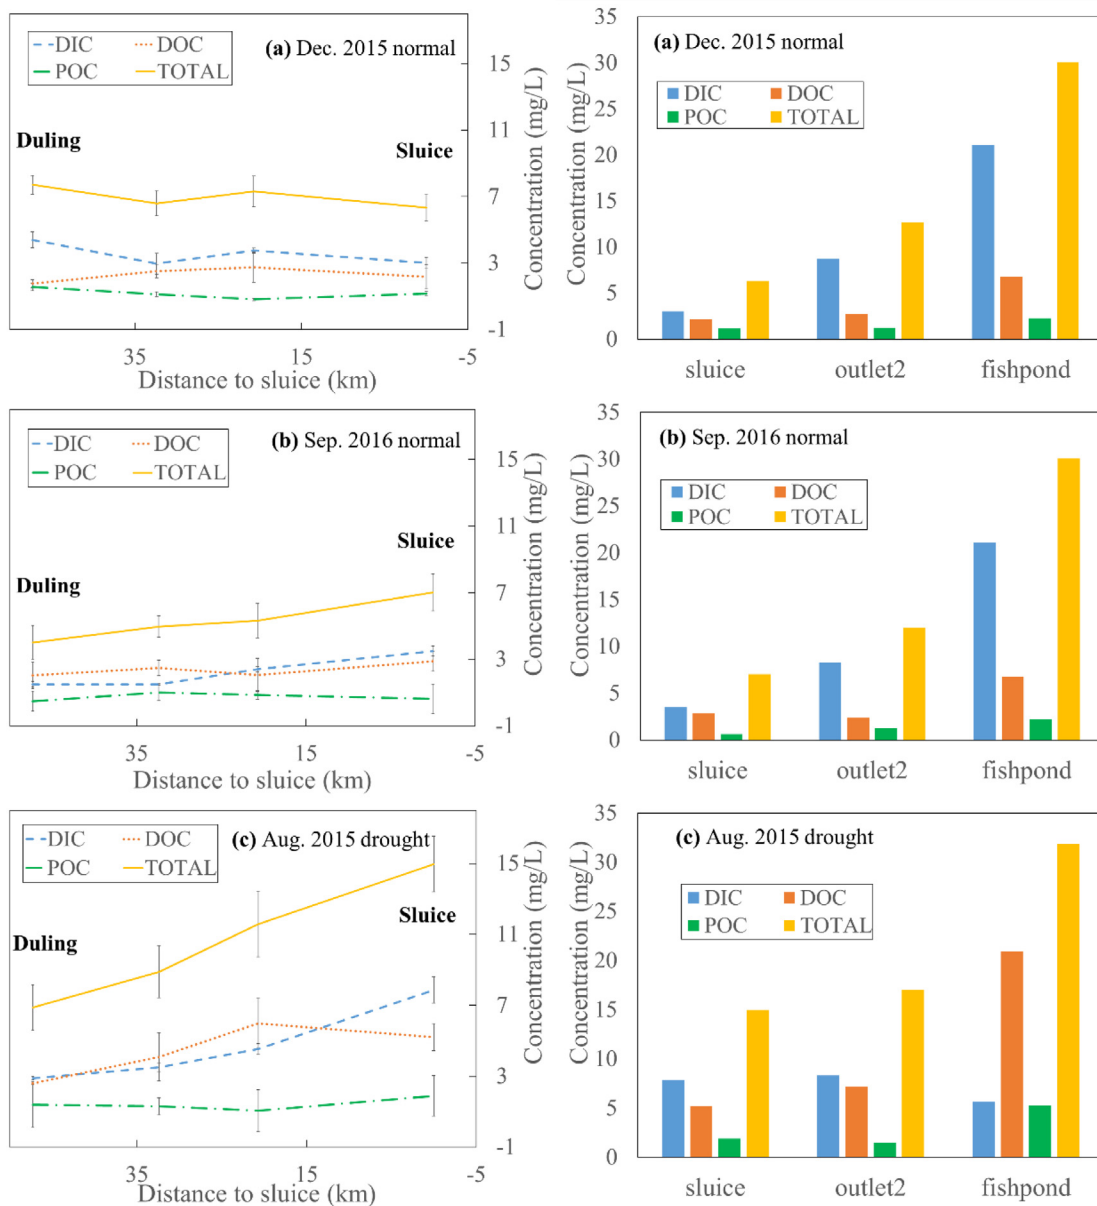 DIC DOC
POC TOTAL
(a) Dec. 2015 normal
Duling
Sluice
15
11
7
3
-1
Concentration (mg/L)
35 15 -5
Distance to sluice (km)
(a) Dec. 2015 normal
DIC DOC
POC TOTAL
Concentration (mg/L)
35
30
25
20
15
10
5
0
sluice outlet2 fishpond
DIC DOC
POC TOTAL
(b) Sep. 2016 normal
Sluice
Duling
15
11
7
3
-1
Concentration (mg/L)
35 15 -5
Distance to sluice (km)
(b) Sep. 2016 normal
DIC DOC
POC TOTAL
Concentration (mg/L)
35
30
25
20
15
10
5
0
sluice outlet2 fishpond
DIC DOC
POC TOTAL
(c) Aug. 2015 drought
Sluice
Duling
15
11
7
3
-1
Concentration (mg/L)
35 15 -5
Distance to sluice (km)
(c) Aug. 2015 drought
DIC DOC
POC TOTAL
Concentration (mg/L)
35
30
25
20
15
10
5
0
sluice outlet2 fishpond